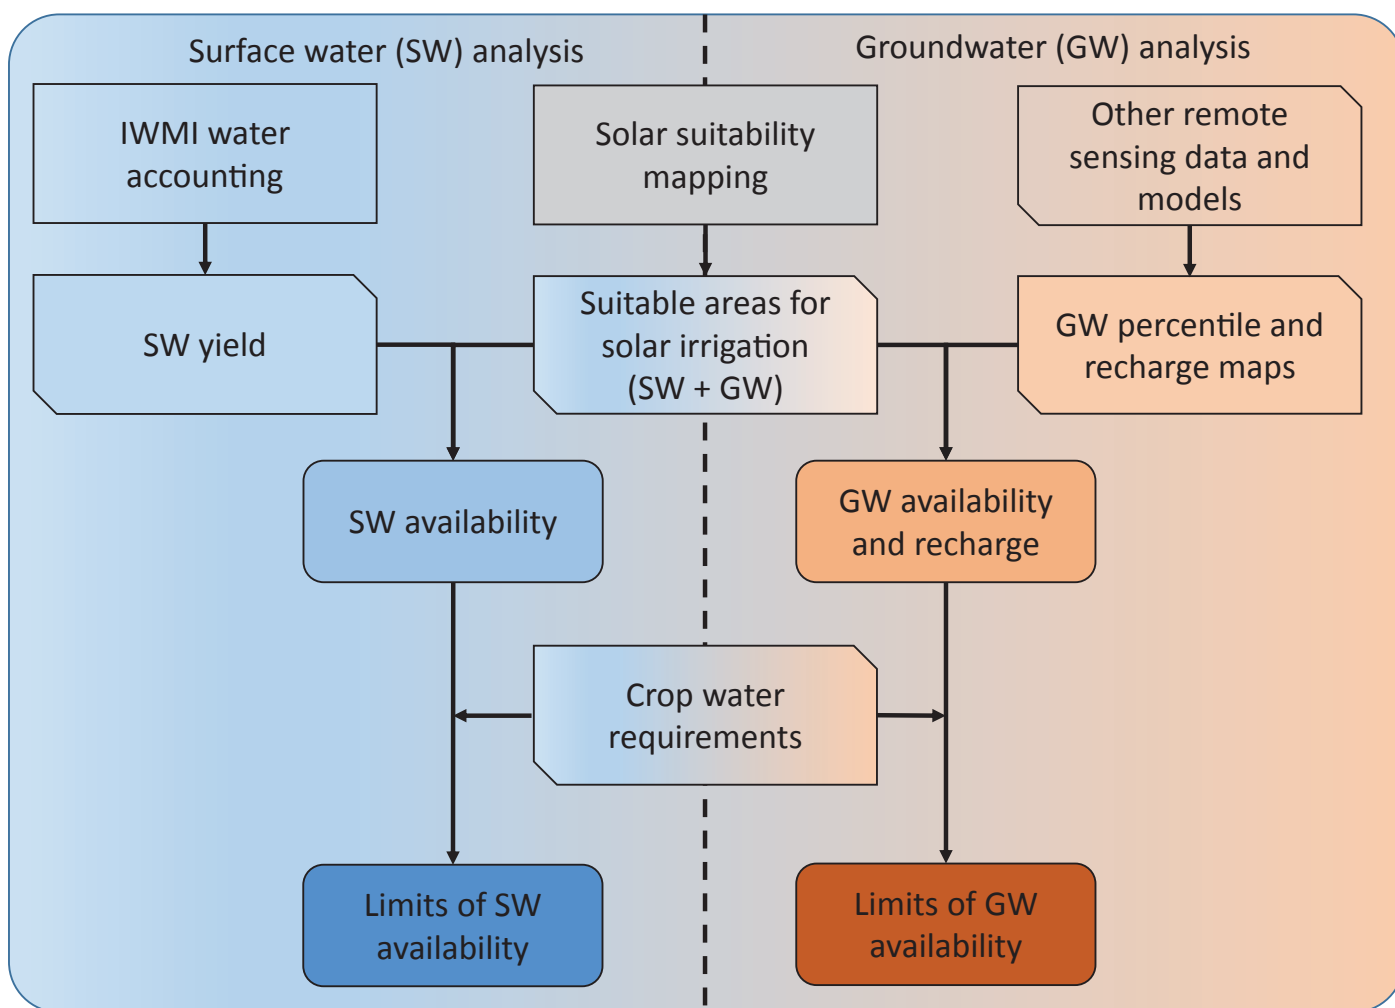 Surface water (SW) analysis
Groundwater (GW) analysis
IWMI water
accounting
Solar suitability
mapping
Other remote
sensing data and
models
SW yield
Suitable areas for
solar irrigation
(SW + GW)
GW percentile and
recharge maps
SW availability
GW availability
and recharge
Crop water
requirements
Limits of SW
availability
Limits of GW
availability